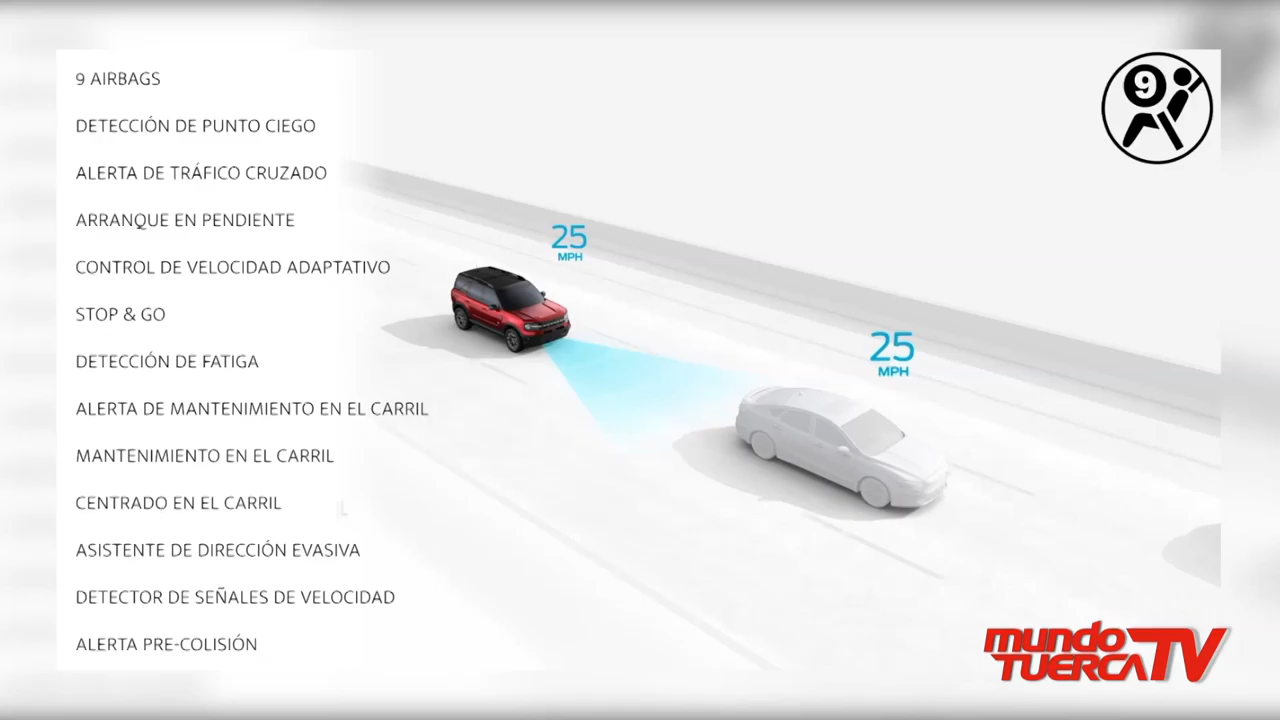 9 AIRBAGS
DETECCIÓN DE PUNTO CIEGO
ALERTA DE TRÁFICO CRUZADO
ARRANQUE EN PENDIENTE
CONTROL DE VELOCIDAD ADAPTATIVO
STOP & GO
DETECCIÓN DE FATIGA
ALERTA DE MANTENIMIENTO EN EL CARRIL
MANTENIMIENTO EN EL CARRIL
CENTRADO EN EL CARRIL
ASISTENTE DE DIRECCIÓN EVASIVA
DETECTOR DE SEÑALES DE VELOCIDAD
ALERTA PRE-COLISIÓN
9
25
MPH
25
MPH
mundo
TUERCA TV